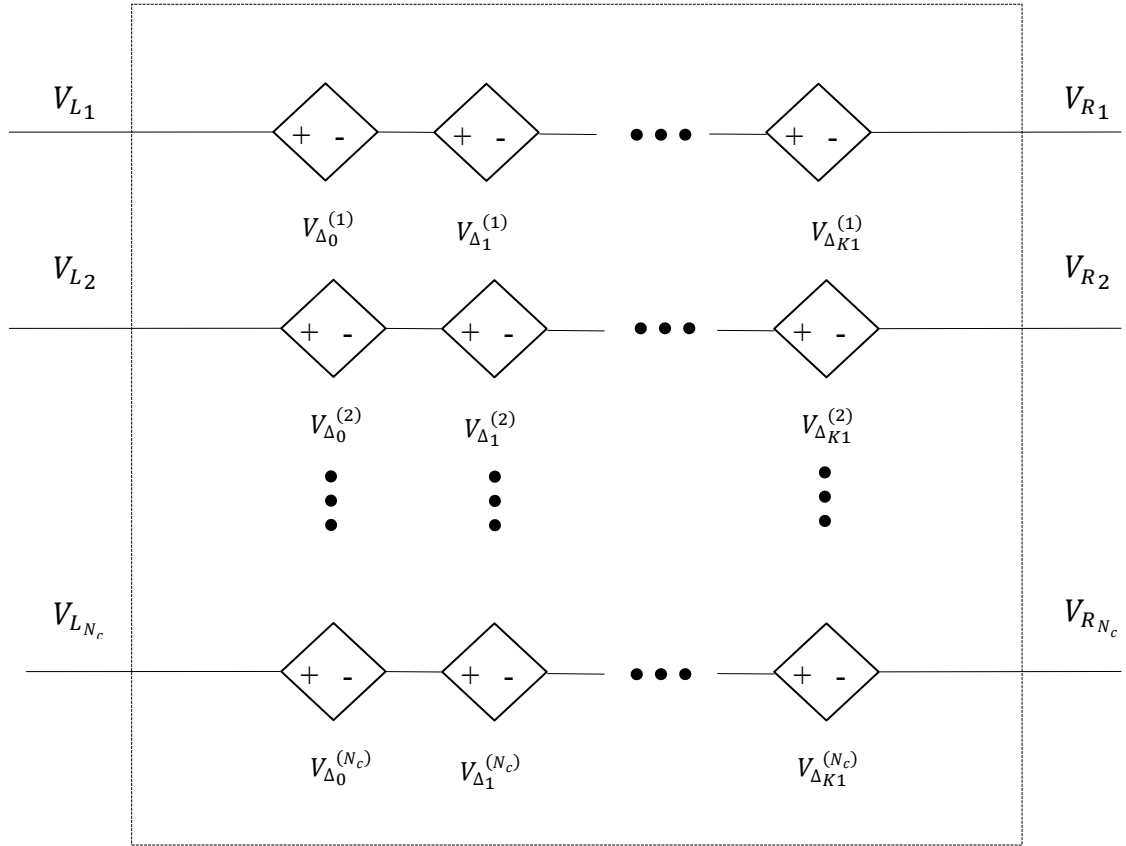 V_{L_1} V_{R_1}
+ - + - + -
V_{Δ_0}^{(1)} V_{Δ_1}^{(1)} V_{Δ_{K1}}^{(1)}
V_{L_2} V_{R_2}
+ - + - + -
V_{Δ_0}^{(2)} V_{Δ_1}^{(2)} V_{Δ_{K1}}^{(2)}
V_{L_{N_c}} V_{R_{N_c}}
+ - + - + -
V_{Δ_0}^{(N_c)} V_{Δ_1}^{(N_c)} V_{Δ_{K1}}^{(N_c)}